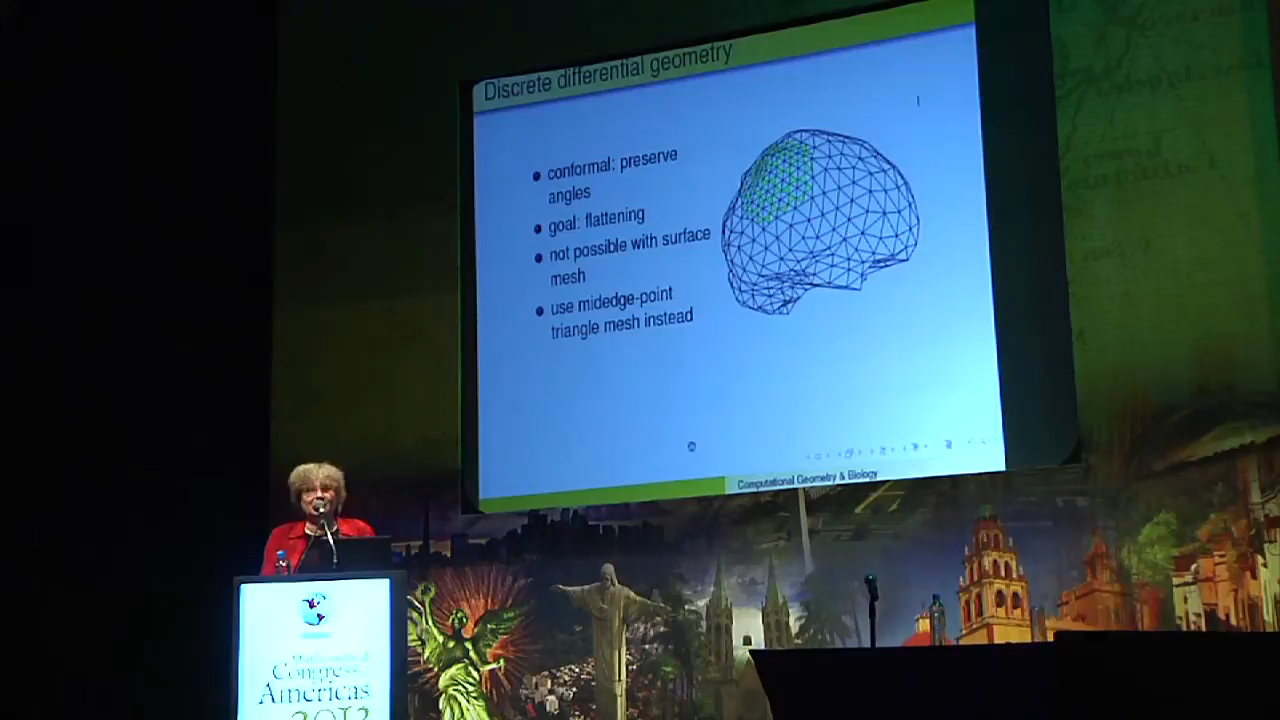 Discrete differential geometry
conformal: preserve
angles
goal: flattening
not possible with surface
mesh
use midedge-point
triangle mesh instead
Computational Geometry & Biology
Congress
Americas
2013